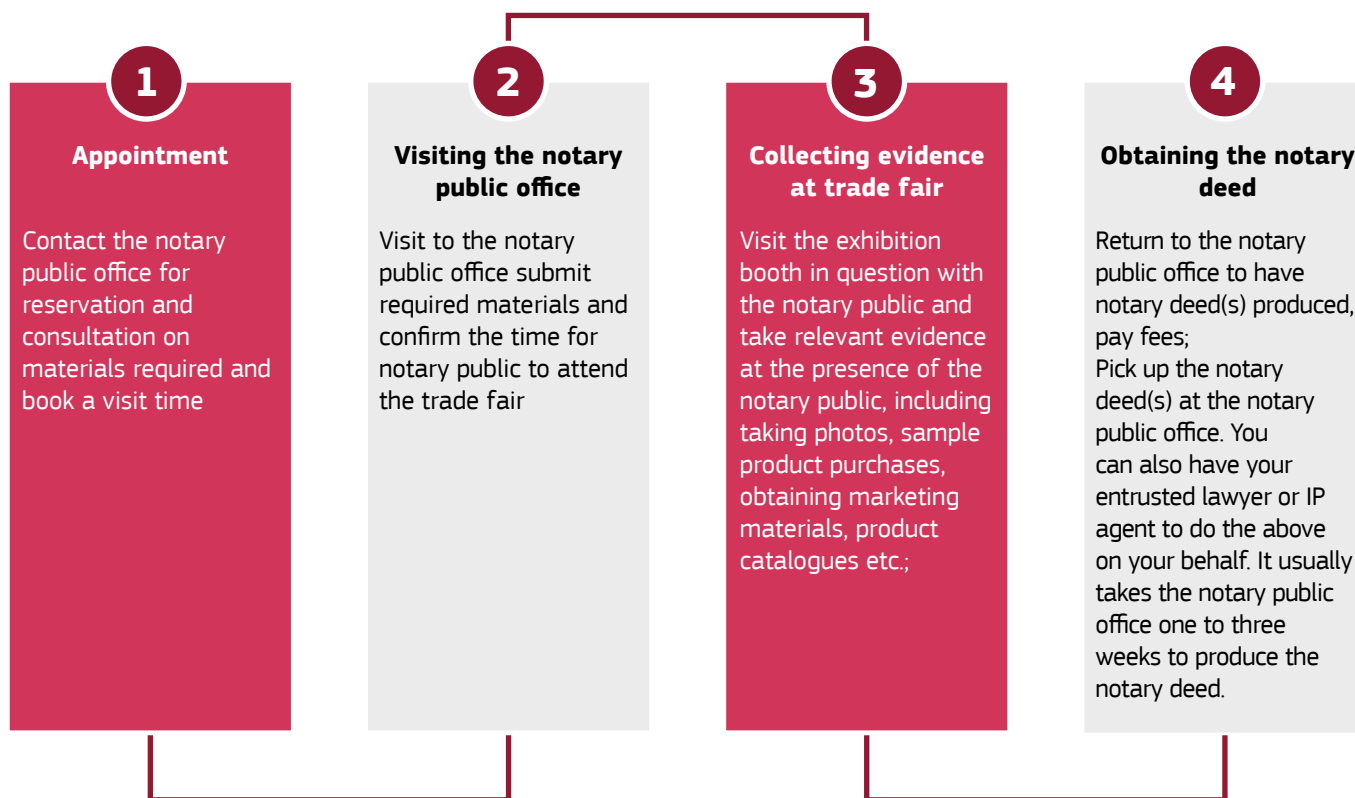 1
Appointment
Contact the notary
public office for
reservation and
consultation on
materials required and
book a visit time
2
Visiting the notary
public office
Visit to the notary
public office submit
required materials and
confirm the time for
notary public to attend
the trade fair
3
Collecting evidence
at trade fair
Visit the exhibition
booth in question with
the notary public and
take relevant evidence
at the presence of the
notary public, including
taking photos, sample
product purchases,
obtaining marketing
materials, product
catalogues etc.;
4
Obtaining the notary
deed
Return to the notary
public office to have
notary deed(s) produced,
pay fees;
Pick up the notary
deed(s) at the notary
public office. You
can also have your
entrusted lawyer or IP
agent to do the above
on your behalf. It usually
takes the notary public
office one to three
weeks to produce the
notary deed.